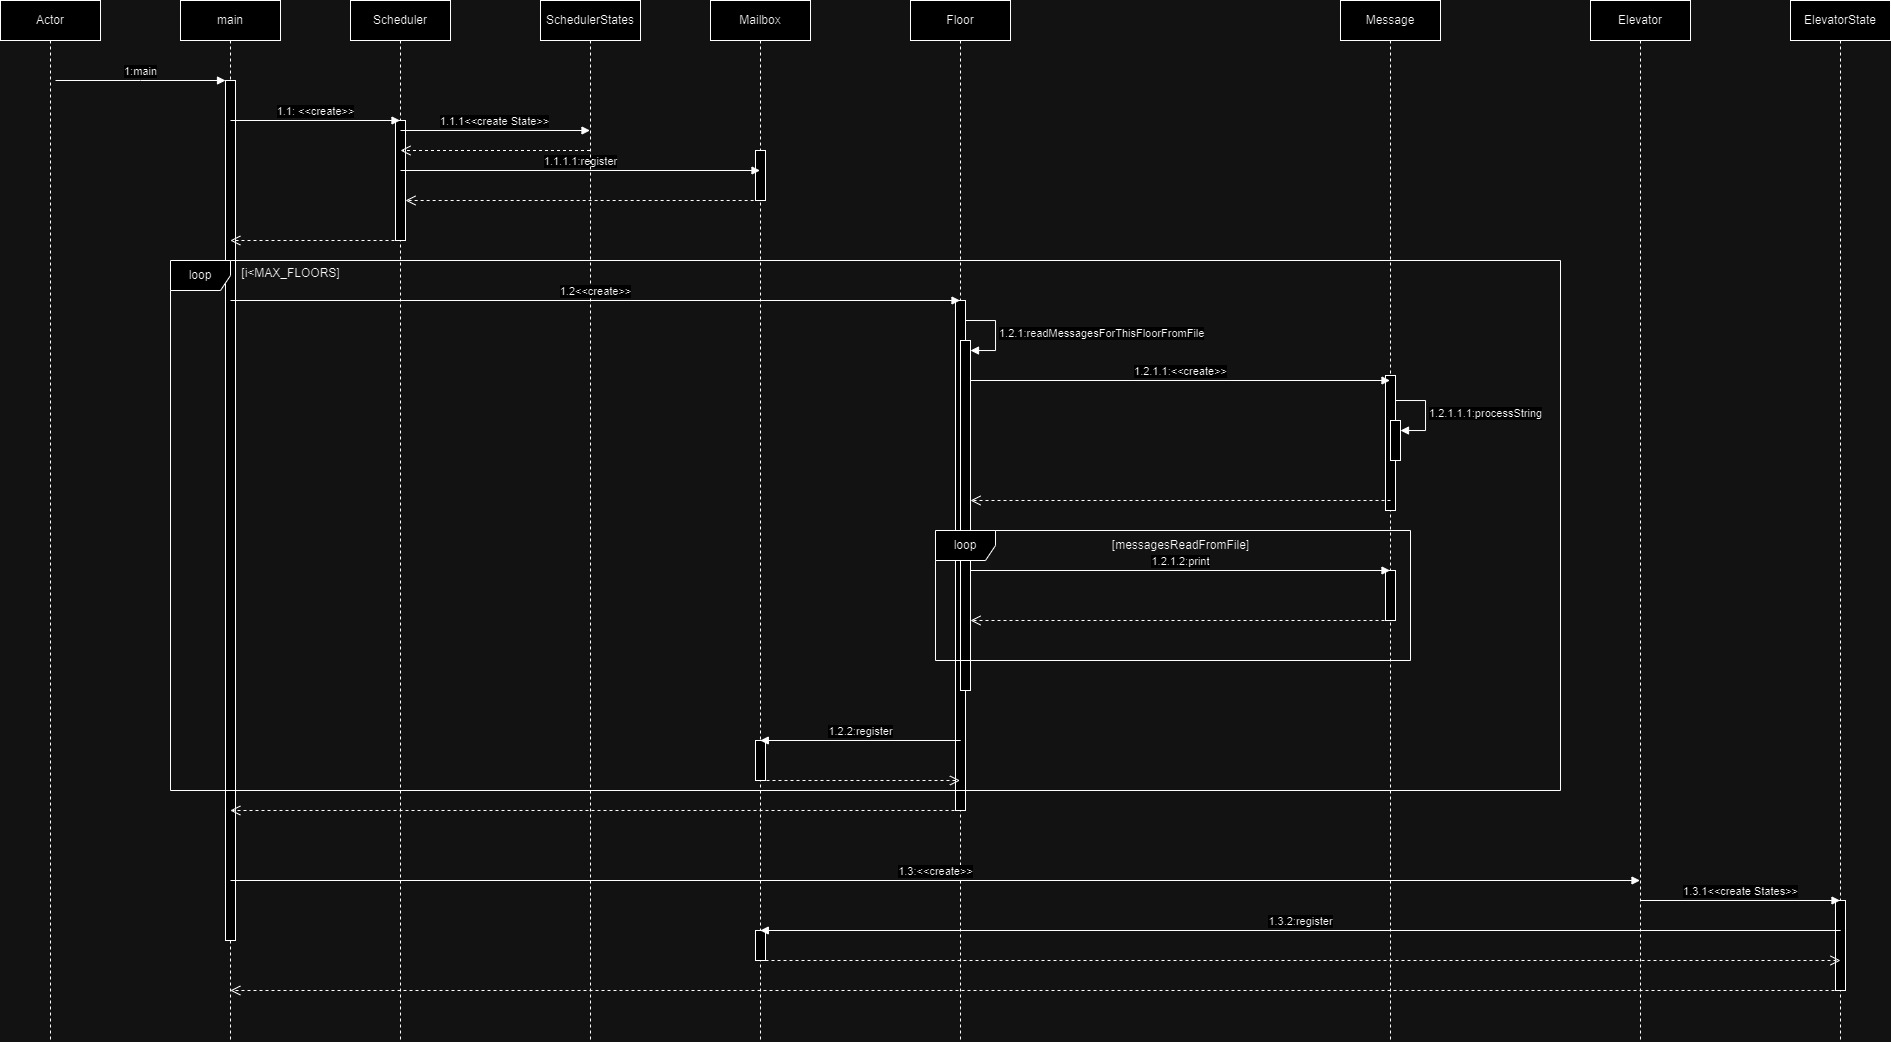 Actor
main
Scheduler
SchedulerStates
Mailbox
Floor
Message
Elevator
ElevatorState
1:main
1.1: <<create>>
1.1.1<<create State>>
1.1.1.1:register
loop
[i<MAX_FLOORS]
1.2<<create>>
1.2.1:readMessagesForThisFloorFromFile
1.2.1.1:<<create>>
1.2.1.1.1:processString
loop
[messagesReadFromFile]
1.2.1.2:print
1.2.2:register
1.3:<<create>>
1.3.1<<create States>>
1.3.2:register